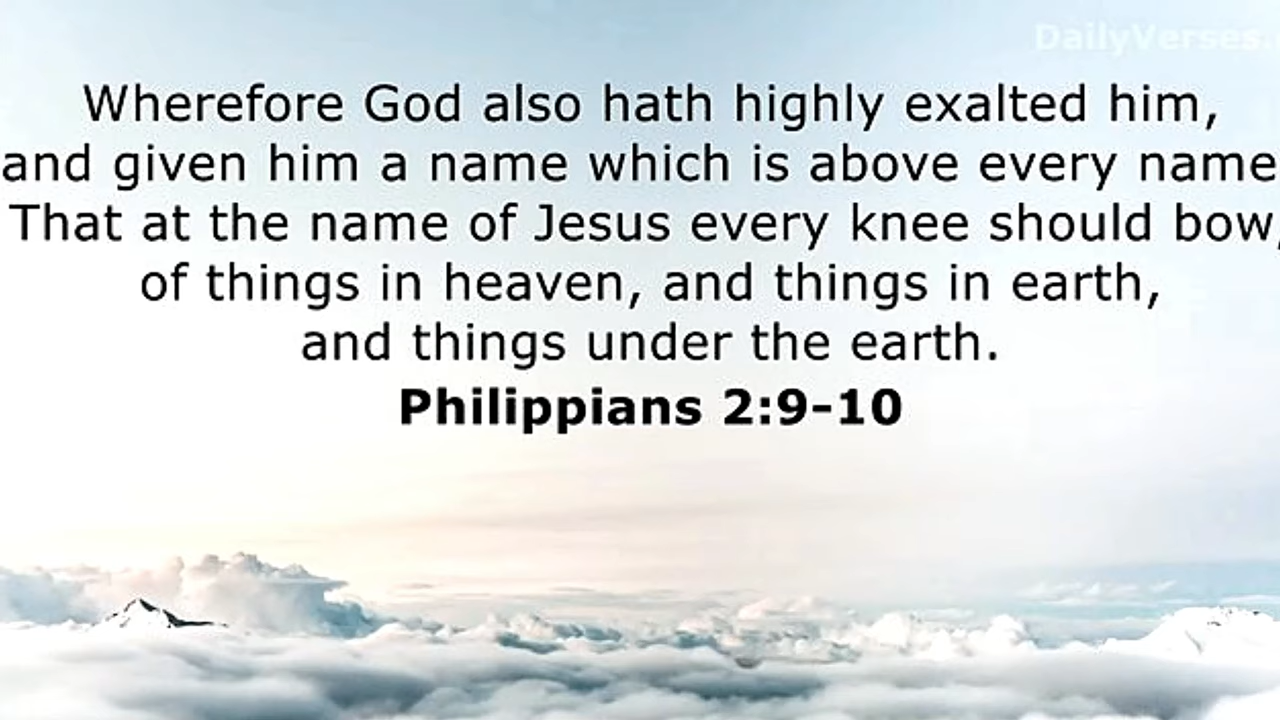 DailyVerses.
Wherefore God also hath highly exalted him,
and given him a name which is above every name
That at the name of Jesus every knee should bow,
of things in heaven, and things in earth,
and things under the earth.
Philippians 2:9-10